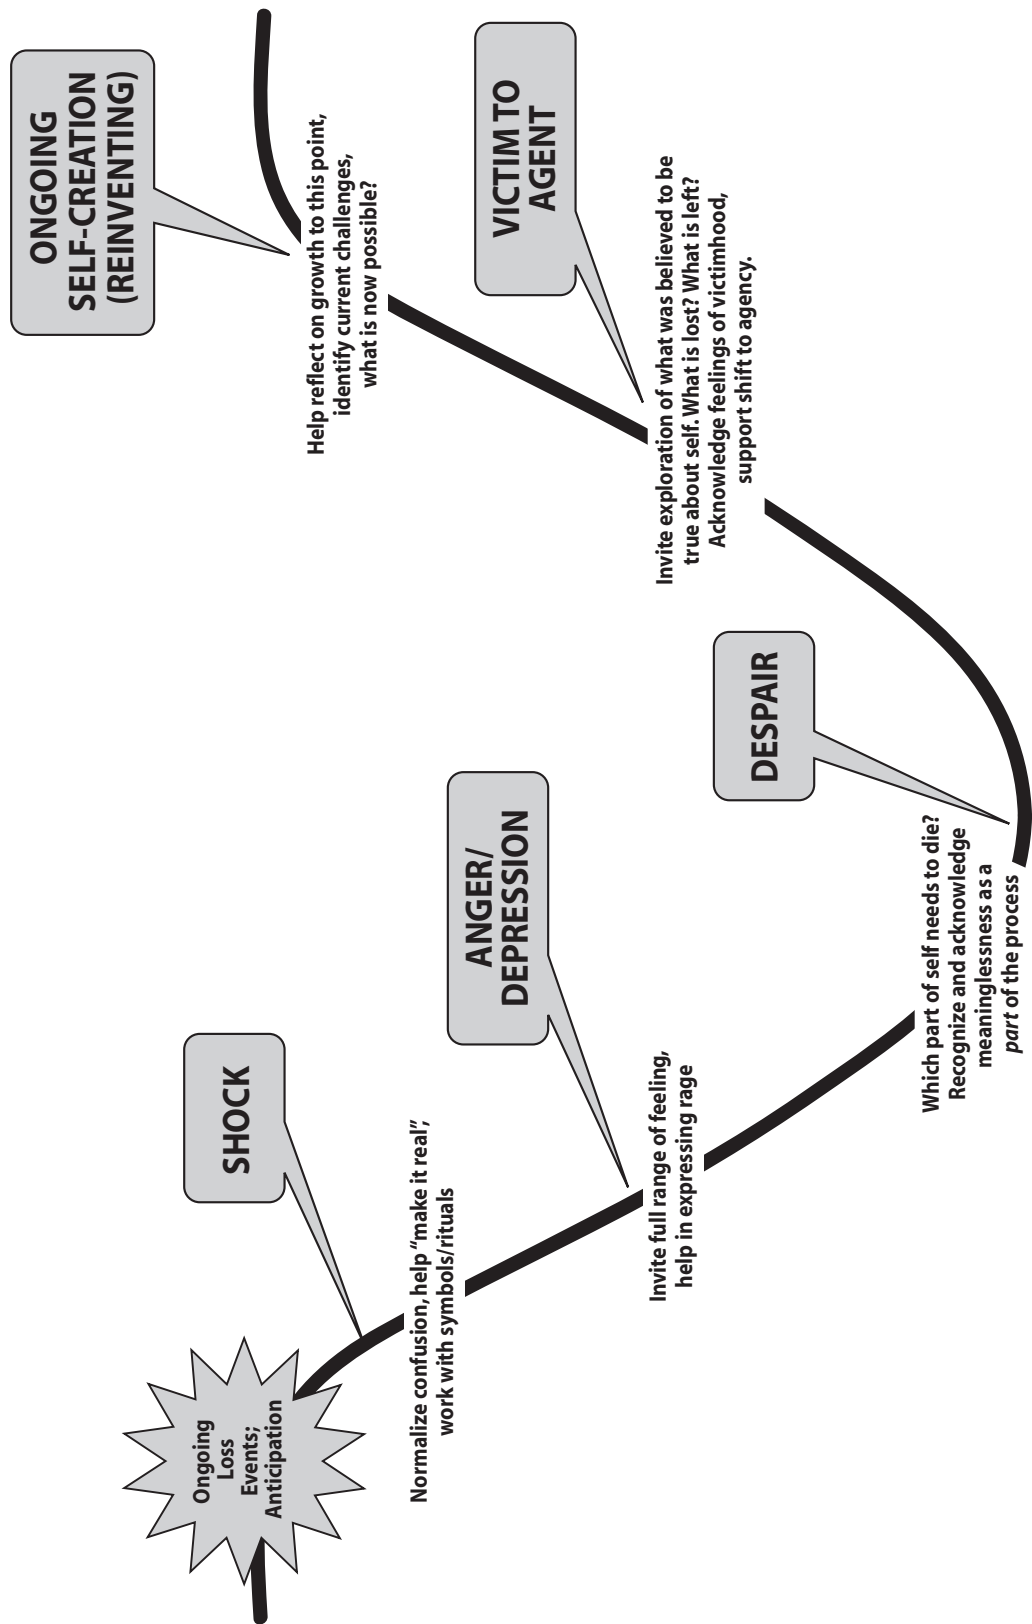 Ongoing
Loss
Events;
Anticipation
SHOCK
Normalize confusion, help “make it real”,
work with symbols/rituals
ANGER/
DEPRESSION
Invite full range of feeling,
help in expressing rage
DESPAIR
Which part of self needs to die?
Recognize and acknowledge
meaninglessness as a
part of the process
VICTIM TO
AGENT
Invite exploration of what was believed to be
true about self. What is lost? What is left?
Acknowledge feelings of victimhood,
support shift to agency.
ONGOING
SELF-CREATION
(REINVENTING)
Help reflect on growth to this point,
identify current challenges,
what is now possible?